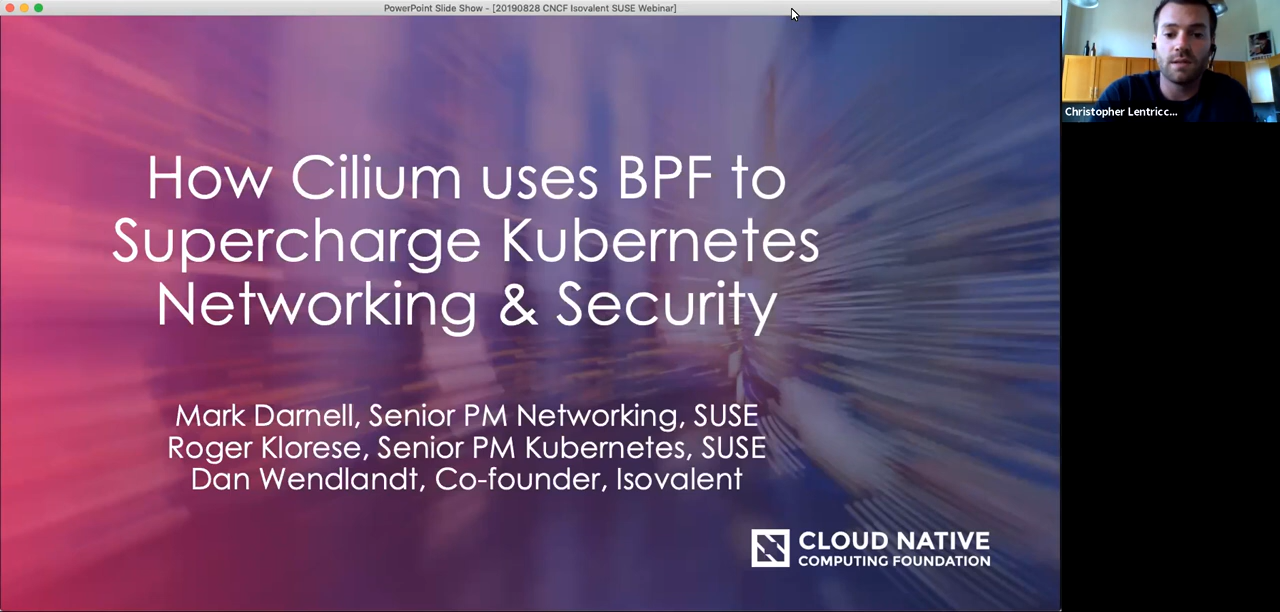 PowerPoint Slide Show - [20190828 CNCF Isovalent SUSE Webinar]
How Cilium uses BPF to
Supercharge Kubernetes
Networking & Security
Mark Darnell, Senior PM Networking, SUSE
Roger Klorese, Senior PM Kubernetes, SUSE
Dan Wendlandt, Co-founder, Isovalent
CLOUD NATIVE
COMPUTING FOUNDATION
Christopher Lentricc...